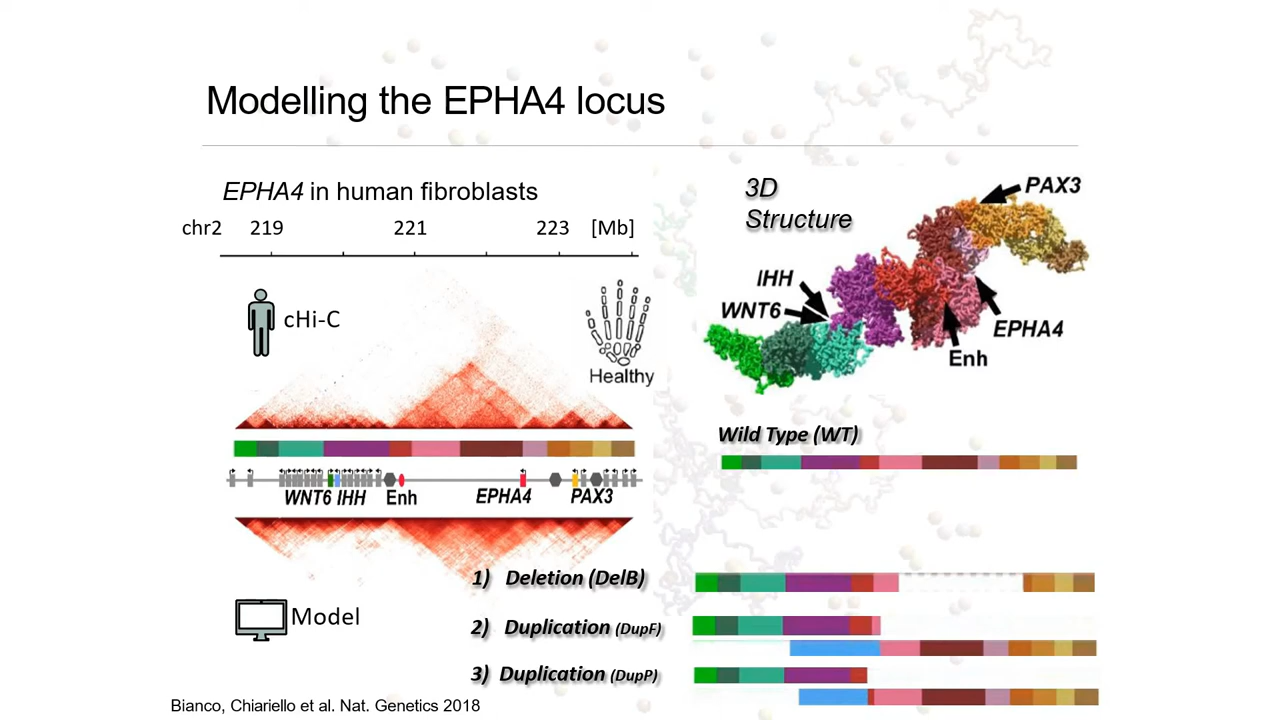 Modelling the EPHA4 locus
EPHA4 in human fibroblasts
chr2 219 221 223 [Mb]
cHi-C
Healthy
WNT6 IHH Enh EPHA4 PAX3
Model
3D
Structure
PAX3
IHH
WNT6
EPHA4
Enh
Wild Type (WT)
1) Deletion (DelB)
2) Duplication (DupF)
3) Duplication (DupP)
Bianco, Chiariello et al. Nat. Genetics 2018